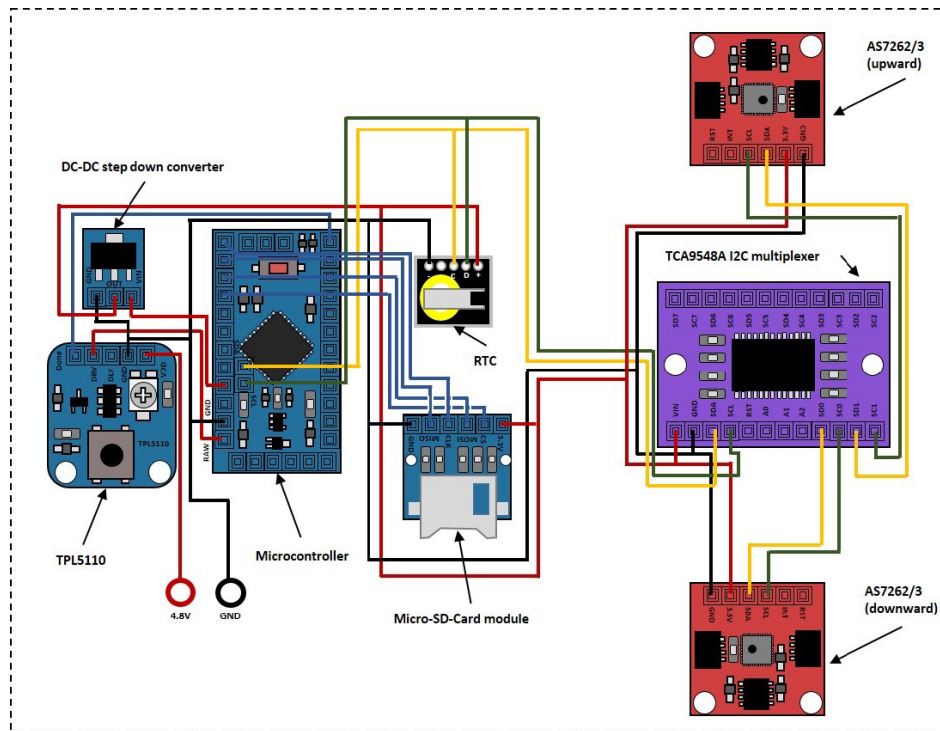 AS7262/3
(upward)
RST
INT
SCL
SDA
3.3V
GND
DC-DC step down converter
GND
OUT
VIN
TCA9548A I2C multiplexer
SD7
SC7
SD6
SC6
SD5
SC5
SD4
SC4
SD3
SC3
SD2
SC2
- C D +
RTC
Done
DRV
DLY
GND
VDD
TPL5110
SCL
GND
RAW
GND
MISO
CLK
MOSI
CS
3.3V
VIN
GND
SDA
SCL
RST
A0
A1
A2
SD0
SC0
SD1
SC1
TPL5110
Microcontroller
Micro-SD-Card module
4.8V
GND
GND
3.3V
SDA
SCL
INT
RST
AS7262/3
(downward)